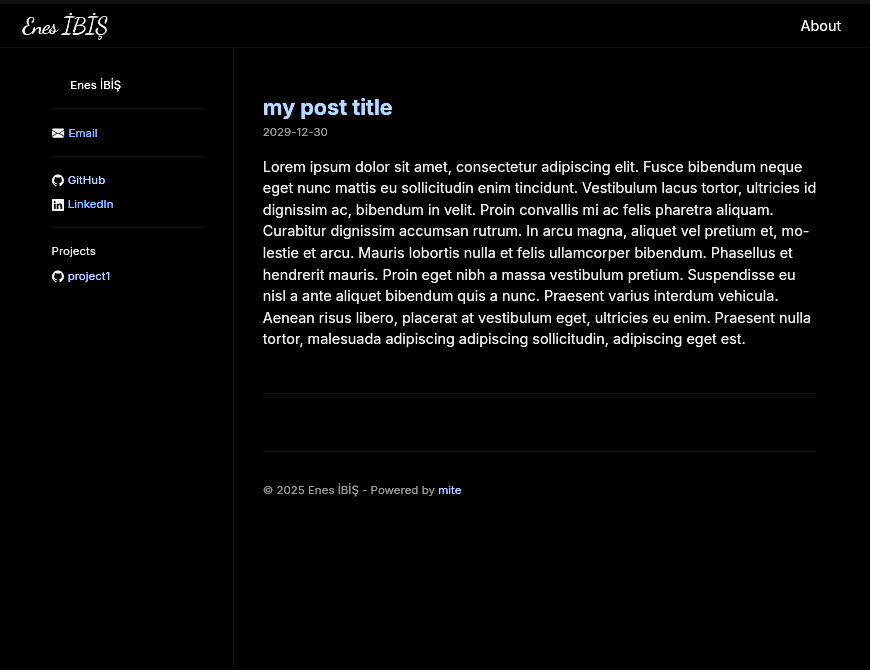 Enes İBİŞ
About
Enes İBİŞ
Email
GitHub
LinkedIn
Projects
project1
my post title
2029-12-30
Lorem ipsum dolor sit amet, consectetur adipiscing elit. Fusce bibendum neque
eget nunc mattis eu sollicitudin enim tincidunt. Vestibulum lacus tortor, ultricies id
dignissim ac, bibendum in velit. Proin convallis mi ac felis pharetra aliquam.
Curabitur dignissim accumsan rutrum. In arcu magna, aliquet vel pretium et, mo-
lestie et arcu. Mauris lobortis nulla et felis ullamcorper bibendum. Phasellus et
hendrerit mauris. Proin eget nibh a massa vestibulum pretium. Suspendisse eu
nisl a ante aliquet bibendum quis a nunc. Praesent varius interdum vehicula.
Aenean risus libero, placerat at vestibulum eget, ultricies eu enim. Praesent nulla
tortor, malesuada adipiscing adipiscing sollicitudin, adipiscing eget est.
© 2025 Enes İBİŞ - Powered by mite